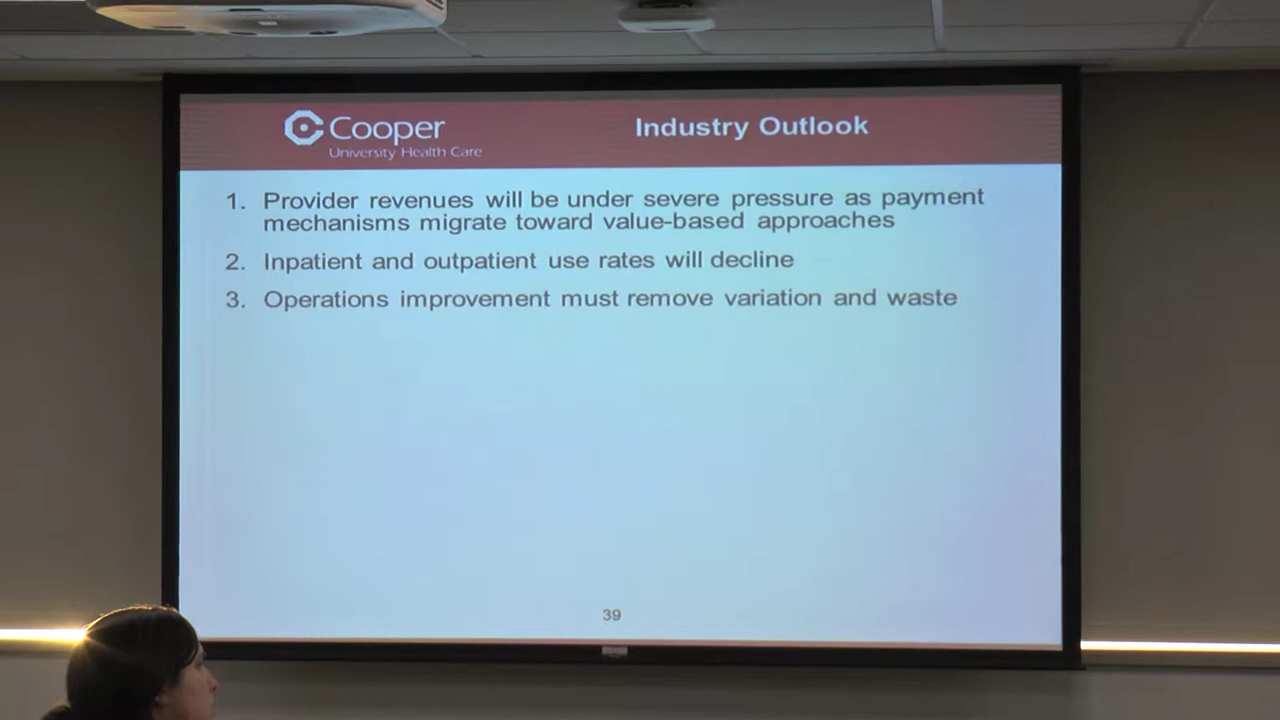 Cooper
University Health Care
Industry Outlook
1. Provider revenues will be under severe pressure as payment
mechanisms migrate toward value-based approaches
2. Inpatient and outpatient use rates will decline
3. Operations improvement must remove variation and waste
39